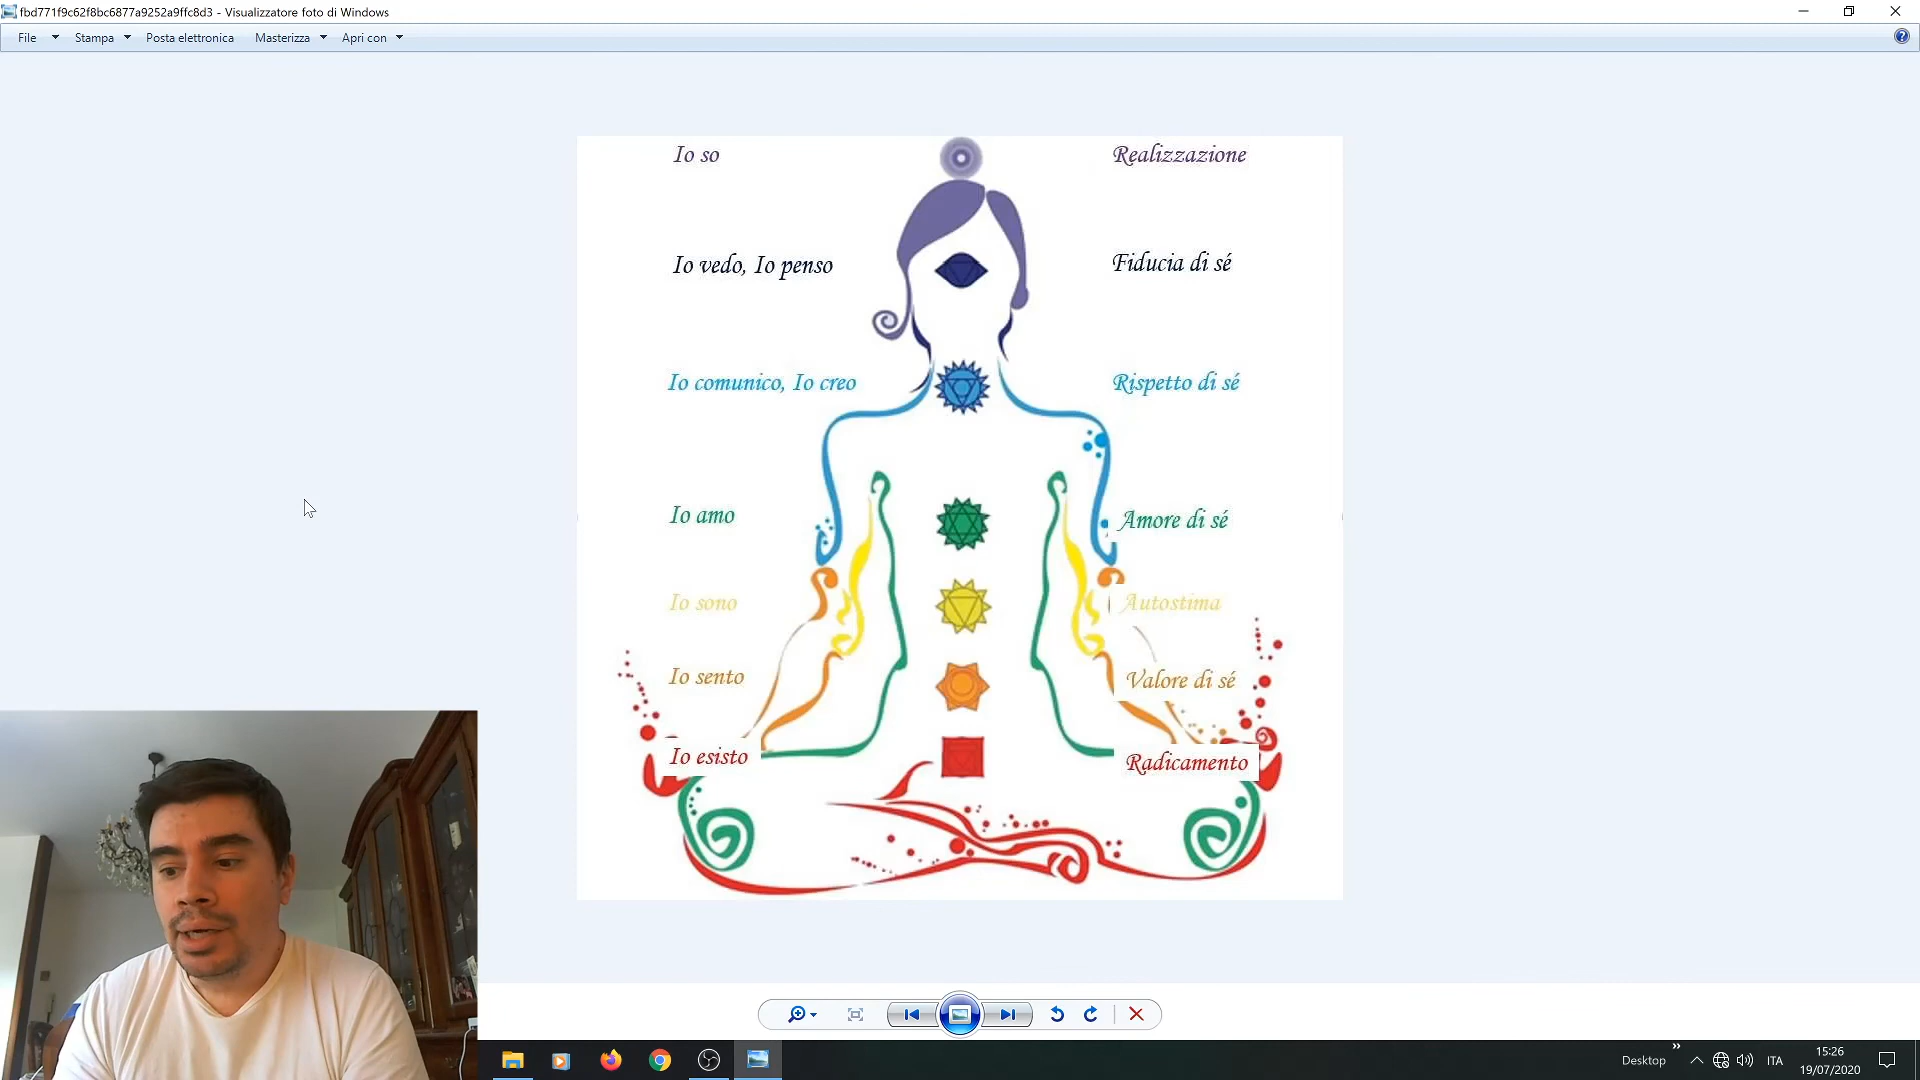 fbd771f9c62f8bc6877a9252a9ffc8d3 - Visualizzatore foto di Windows
File Stampa Posta elettronica Masterizza Apri con
Io so Realizzazione
Io vedo, Io penso Fiducia di sé
Io comunico, Io creo Rispetto di sé
Io amo Amore di sé
Io sono Autostima
Io sento Valore di sé
Io esisto Radicamento
Desktop » ITA 15:26
19/07/2020